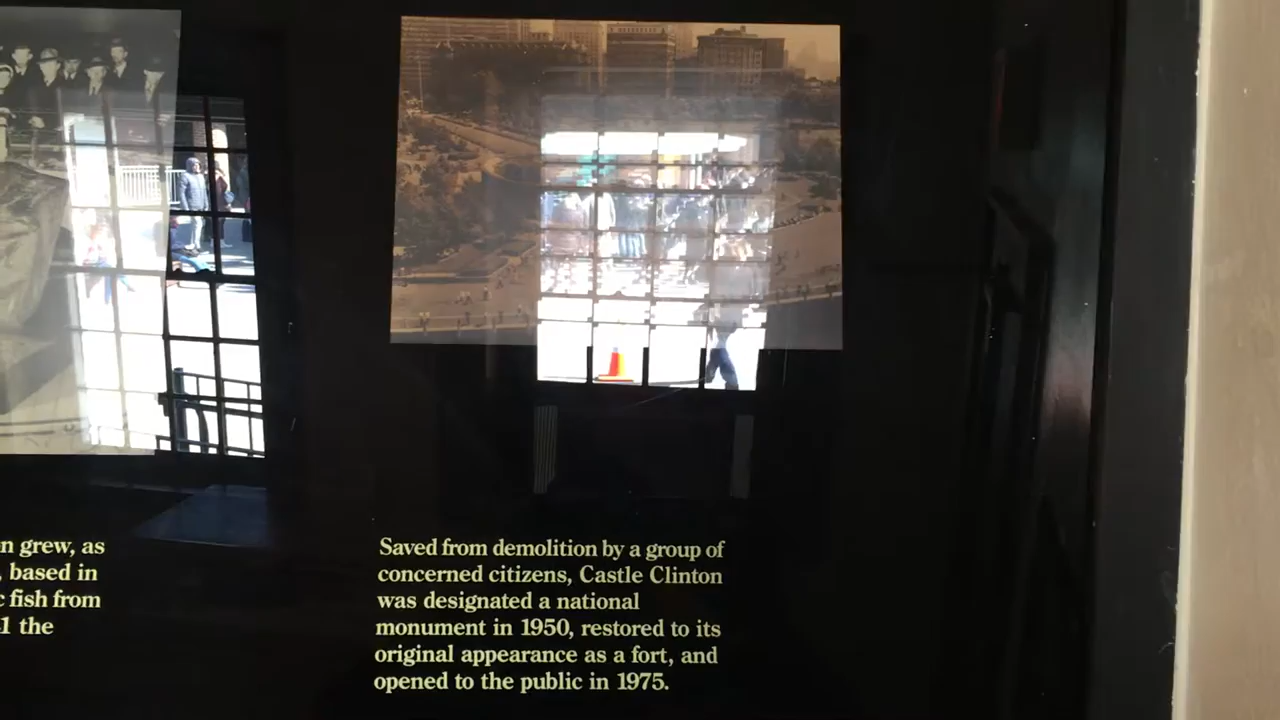 n grew, as
, based in
c fish from
1 the
Saved from demolition by a group of
concerned citizens, Castle Clinton
was designated a national
monument in 1950, restored to its
original appearance as a fort, and
opened to the public in 1975.